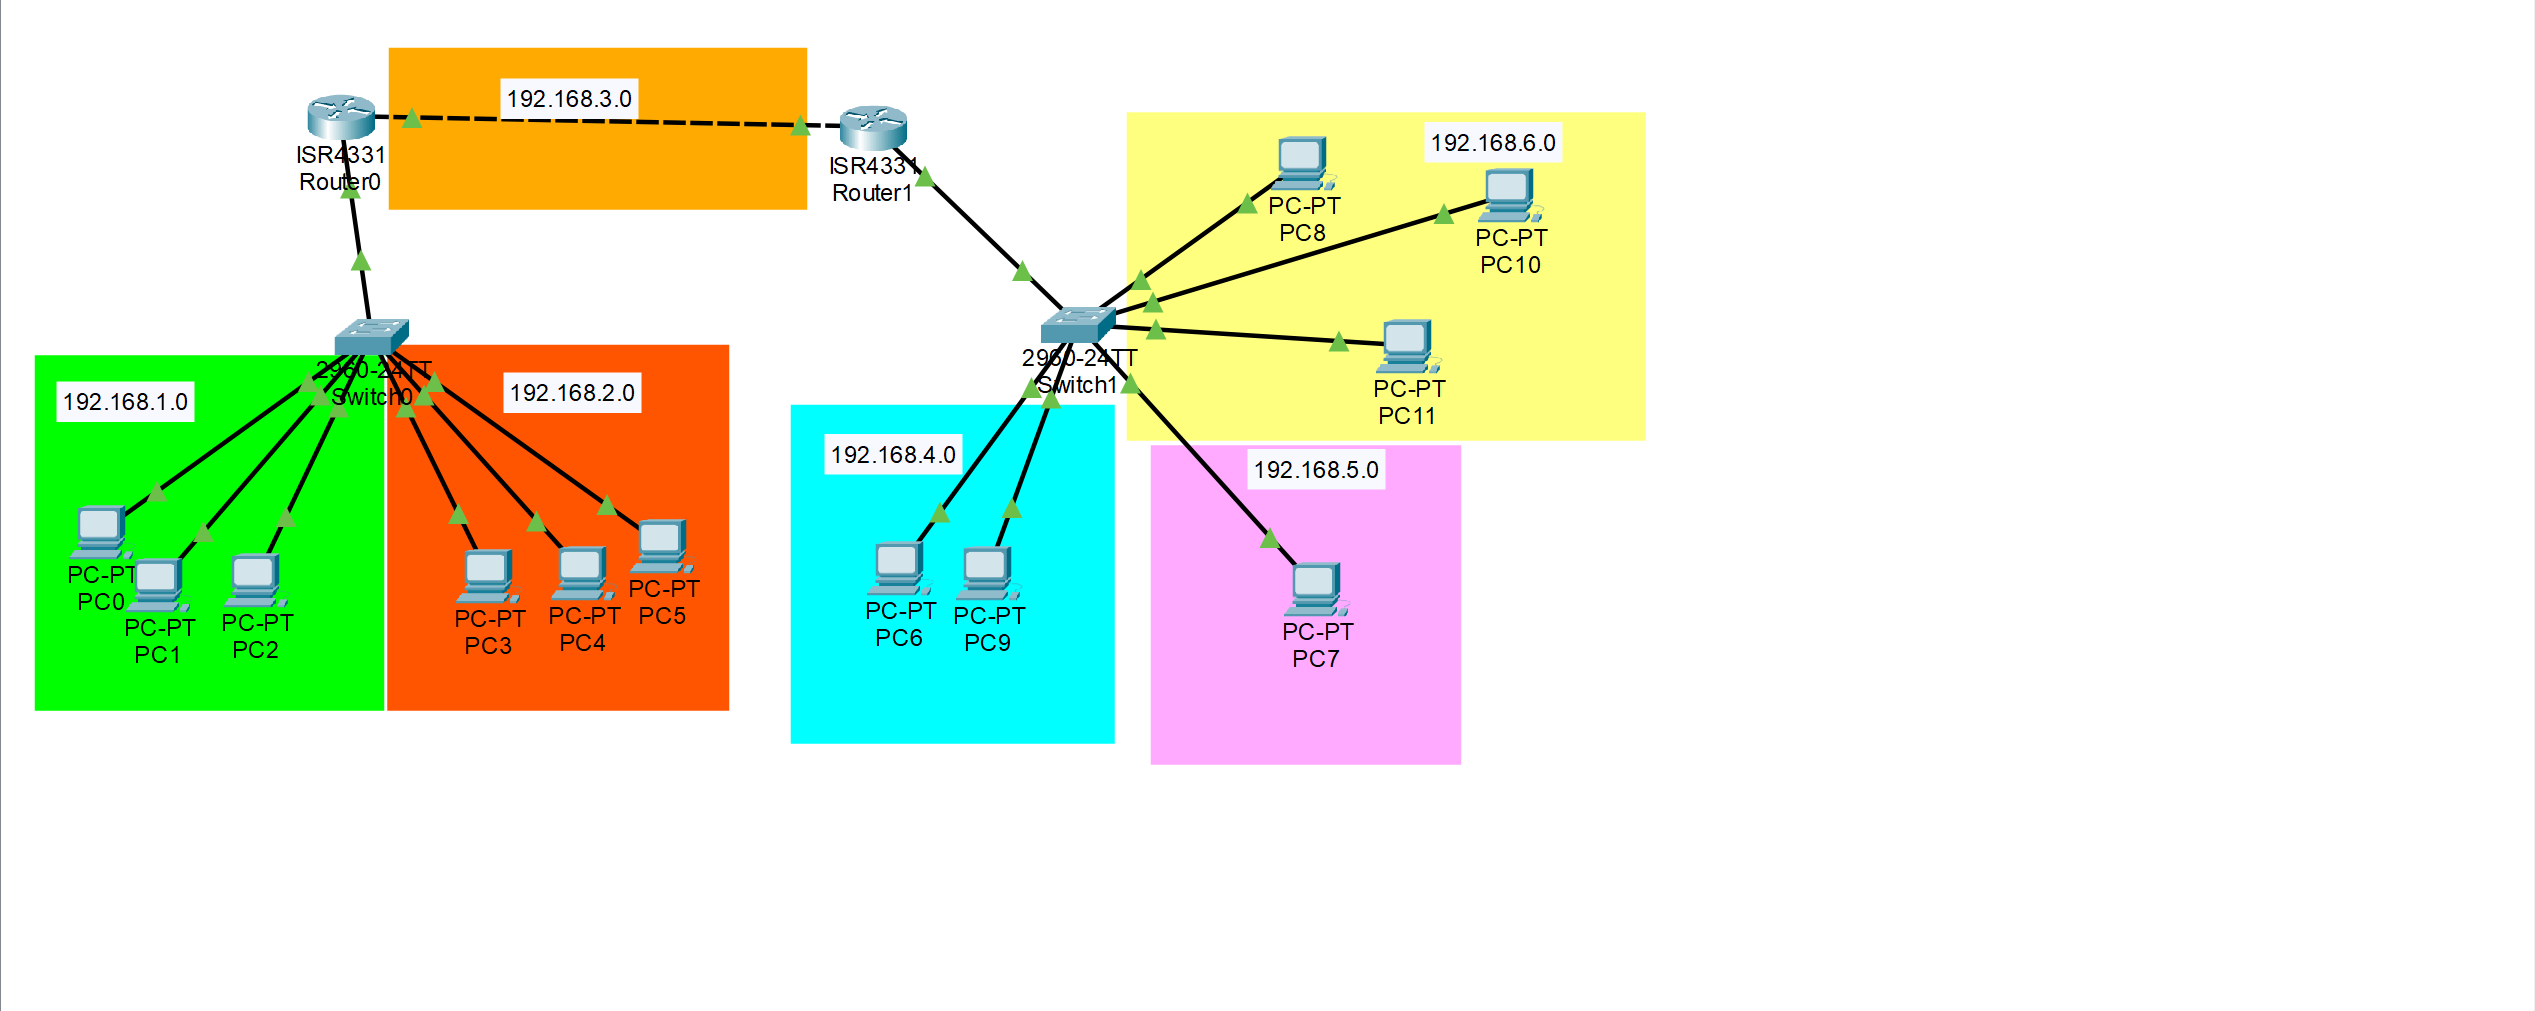 192.168.3.0
ISR4331
Router0
ISR4331
Router1
192.168.6.0
PC-PT
PC8
PC-PT
PC10
PC-PT
PC11
2960-24TT
Switch0
2960-24TT
Switch1
192.168.1.0
192.168.2.0
192.168.4.0
192.168.5.0
PC-PT
PC0
PC-PT
PC1
PC-PT
PC2
PC-PT
PC3
PC-PT
PC4
PC-PT
PC5
PC-PT
PC6
PC-PT
PC9
PC-PT
PC7